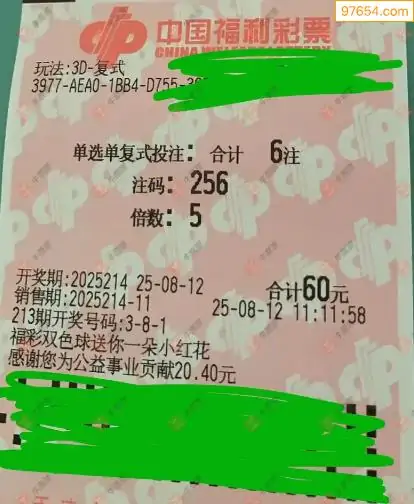 97654.com
中国福利彩票
CHINA WELFARE LOTTERY
玩法:3D-复式
3977-AEA0-1BB4-D755-
单选单复式投注: 合计 6注
注码: 256
倍数: 5
开奖期:2025214 25-08-12 合计60元
销售期:2025214-11 25-08-12 11:11:58
213期开奖号码:3-8-1
福彩双色球送你一朵小红花
感谢您为公益事业贡献20.40元